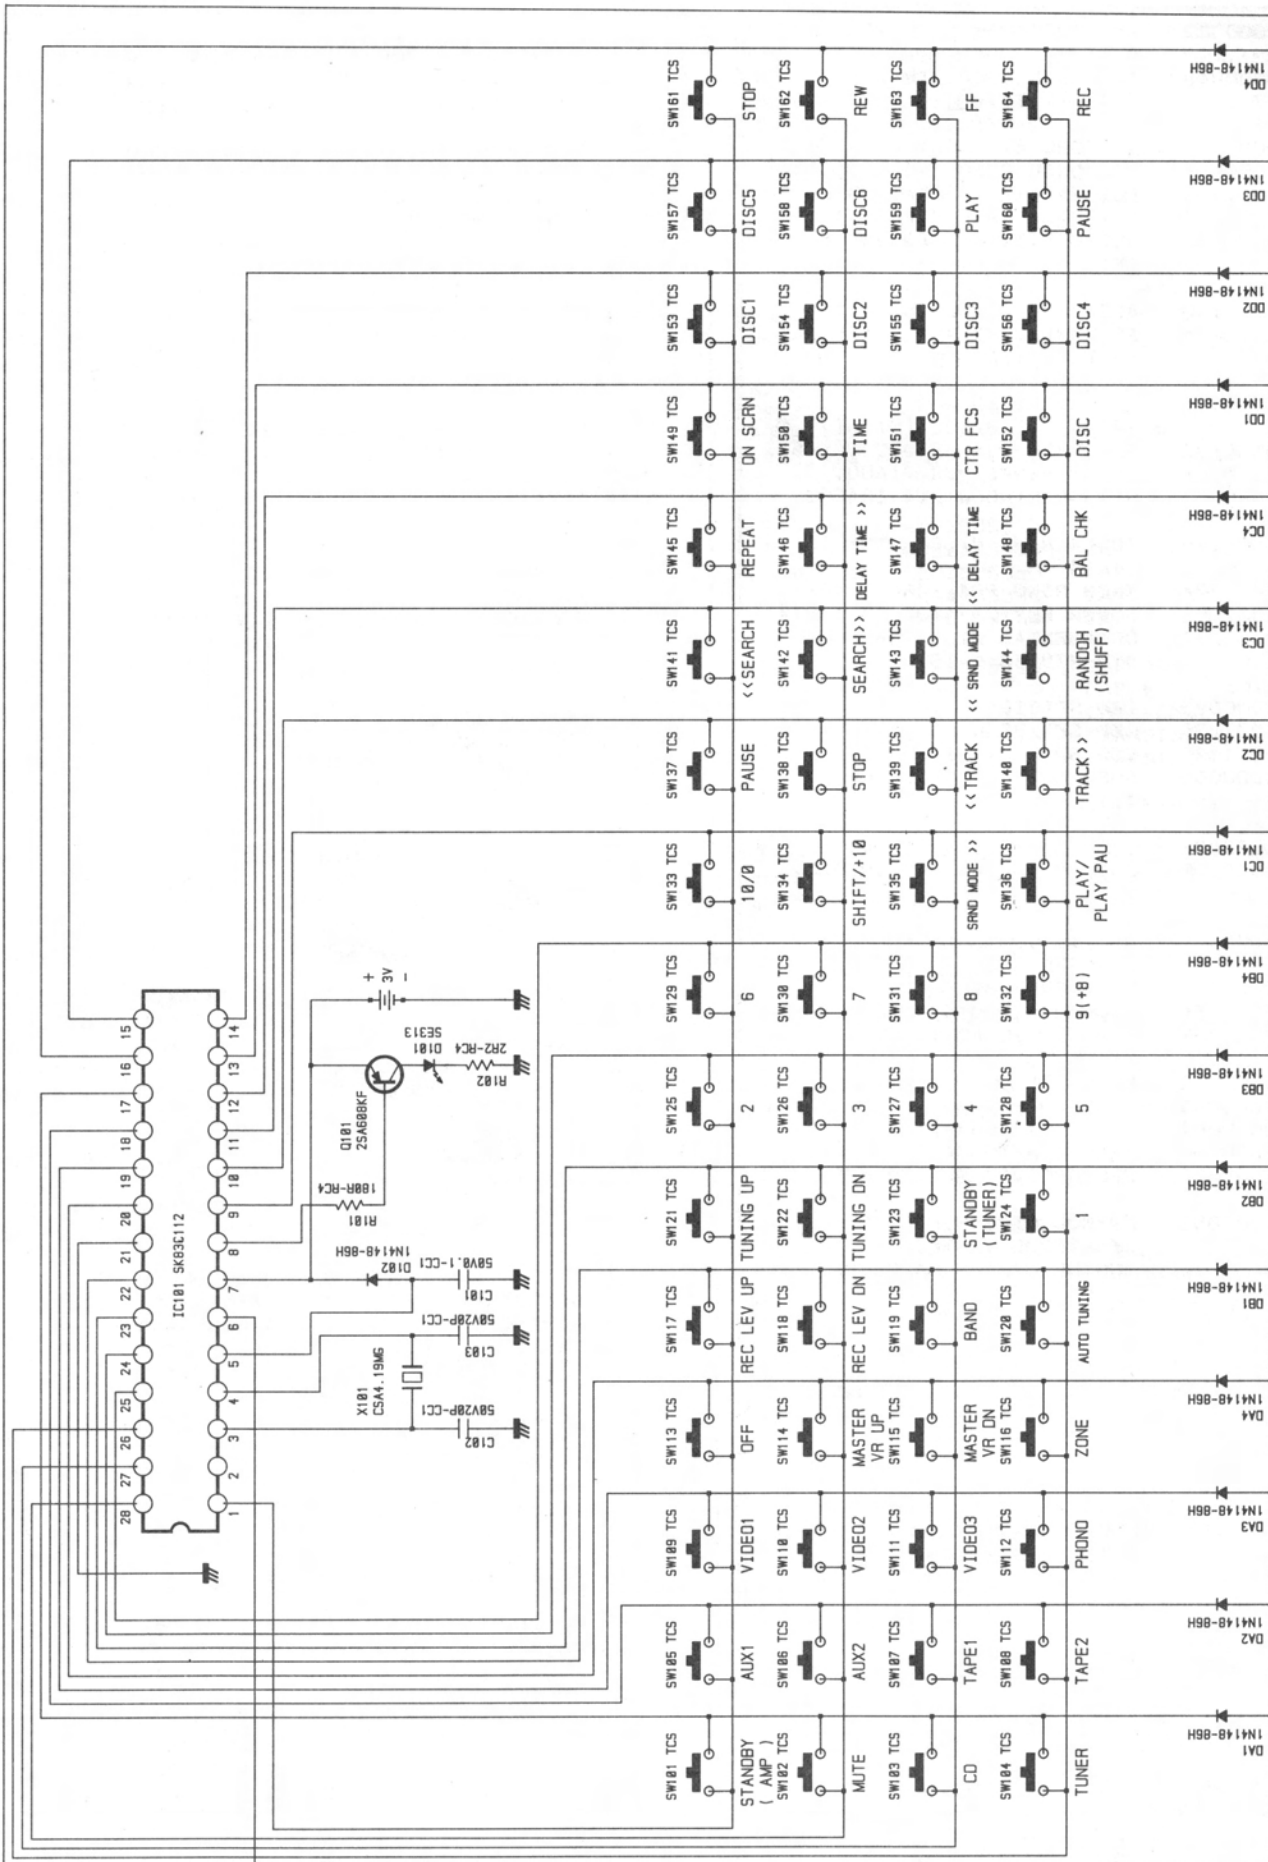 SW161 TCS
STOP
SW162 TCS
REW
SW163 TCS
FF
SW164 TCS
REC
1N4148-86H
DD4
SW157 TCS
DISC5
SW158 TCS
DISC6
SW159 TCS
PLAY
SW160 TCS
PAUSE
1N4148-86H
DD3
SW153 TCS
DISC1
SW154 TCS
DISC2
SW155 TCS
DISC3
SW156 TCS
DISC4
1N4148-86H
DD2
SW149 TCS
ON SCRN
SW150 TCS
TIME
SW151 TCS
CTR FCS
SW152 TCS
DISC
1N4148-86H
DD1
SW145 TCS
REPEAT
SW146 TCS
DELAY TIME >>
SW147 TCS
<< DELAY TIME
SW148 TCS
BAL CHK
1N4148-86H
DC4
SW141 TCS
<<SEARCH
SW142 TCS
SEARCH>>
SW143 TCS
<< SRND MODE
SW144 TCS
RANDOH
(SHUFF)
1N4148-86H
DC3
SW137 TCS
PAUSE
SW138 TCS
STOP
SW139 TCS
<<TRACK
SW140 TCS
TRACK>>
1N4148-86H
DC2
SW133 TCS
10/0
SW134 TCS
SHIFT/+10
SW135 TCS
SRND MODE >>
SW136 TCS
PLAY/
PLAY PAU
1N4148-86H
DC1
SW129 TCS
6
SW130 TCS
7
SW131 TCS
8
SW132 TCS
9(+8)
1N4148-86H
DB4
SW125 TCS
2
SW126 TCS
3
SW127 TCS
4
SW128 TCS
5
1N4148-86H
DB3
SW121 TCS
TUNING UP
SW122 TCS
TUNING DN
SW123 TCS
STANDBY
(TUNER)
SW124 TCS
1
1N4148-86H
DB2
SW117 TCS
REC LEV UP
SW118 TCS
REC LEV DN
SW119 TCS
BAND
SW120 TCS
AUTO TUNING
1N4148-86H
DB1
SW113 TCS
OFF
SW114 TCS
MASTER
VR UP
SW115 TCS
MASTER
VR DN
SW116 TCS
ZONE
1N4148-86H
DA4
SW109 TCS
VIDEO1
SW110 TCS
VIDEO2
SW111 TCS
VIDEO3
SW112 TCS
PHONO
1N4148-86H
DA3
SW105 TCS
AUX1
SW106 TCS
AUX2
SW107 TCS
TAPE1
SW108 TCS
TAPE2
1N4148-86H
DA2
SW101 TCS
STANDBY
( AMP )
SW102 TCS
MUTE
SW103 TCS
CD
SW104 TCS
TUNER
1N4148-86H
DA1
IC101 SK83C112
28 27 26 25 24 23 22 21 20 19 18 17 16 15
1 2 3 4 5 6 7 8 9 10 11 12 13 14
+ 3V -
SE313
D101
2R2-RC4
R102
Q101
2SA608KF
180R-RC4
R101
1N4148-86H
D102
50V0.1-CC1
C101
50V20P-CC1
C103
X101
CSA4.19MG
50V20P-CC1
C102